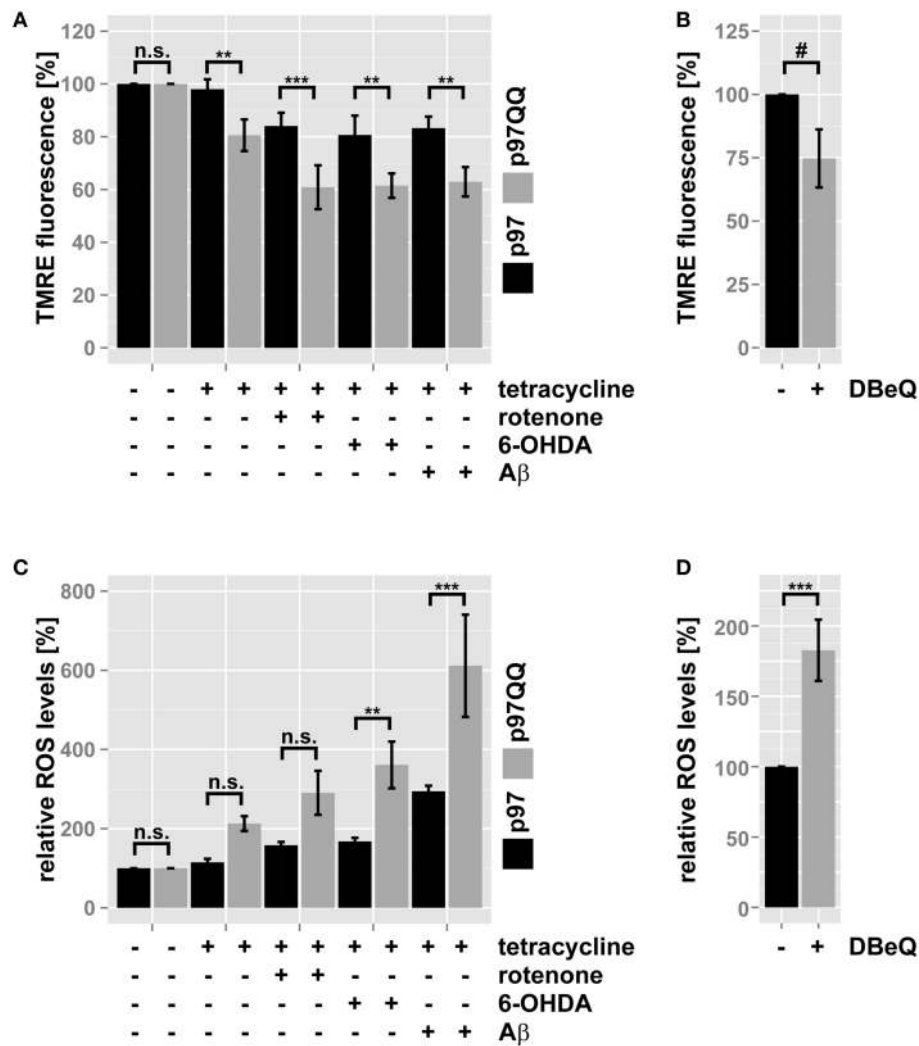 A
TMRE fluorescence [%]
120
100
80
60
40
20
0
n.s.
**
***
**
**
p97 p97QQ
- - + + + + + + + + tetracycline
- - - - + + - - - - rotenone
- - - - - - + + - - 6-OHDA
- - - - - - - - + + Aβ
B
TMRE fluorescence [%]
125
100
75
50
25
0
#
- + DBeQ
C
relative ROS levels [%]
800
600
400
200
0
n.s.
n.s.
n.s.
**
***
p97 p97QQ
- - + + + + + + + + tetracycline
- - - - + + - - - - rotenone
- - - - - - + + - - 6-OHDA
- - - - - - - - + + Aβ
D
relative ROS levels [%]
200
150
100
50
0
***
- + DBeQ